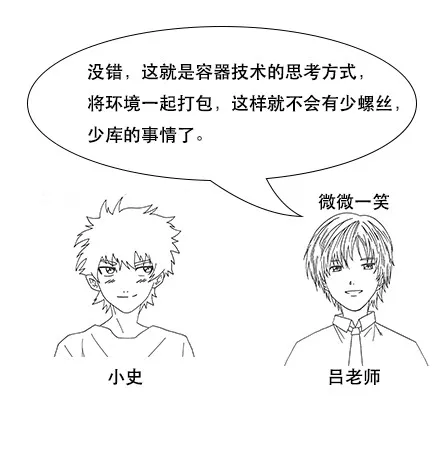 没错，这就是容器技术的思考方式，
将环境一起打包，这样就不会有少螺丝，
少库的事情了。
微微一笑
小史
吕老师